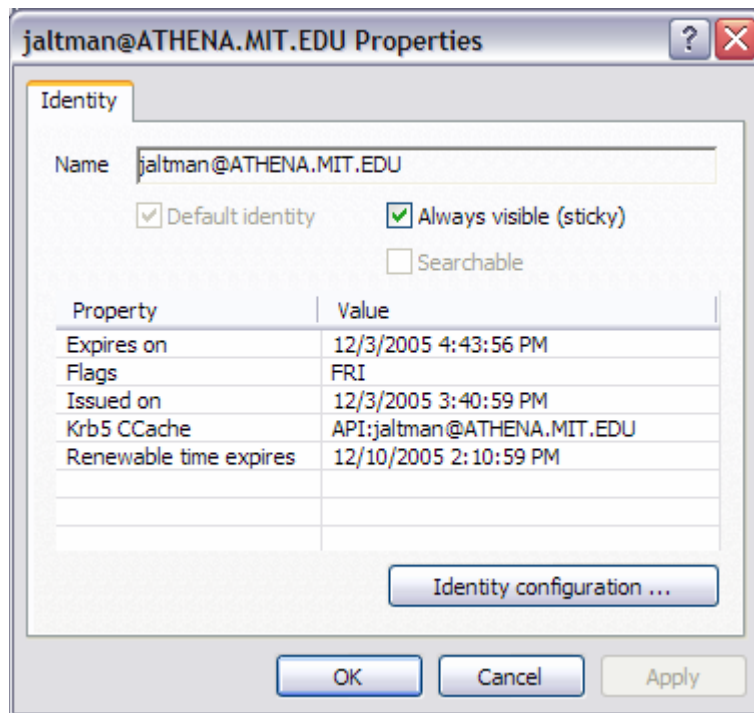 jaltman@ATHENA.MIT.EDU Properties
Identity
Name jaltman@ATHENA.MIT.EDU
Default identity Always visible (sticky)
Searchable
Property Value
Expires on 12/3/2005 4:43:56 PM
Flags FRI
Issued on 12/3/2005 3:40:59 PM
Krb5 CCache API:jaltman@ATHENA.MIT.EDU
Renewable time expires 12/10/2005 2:10:59 PM
Identity configuration ...
OK Cancel Apply